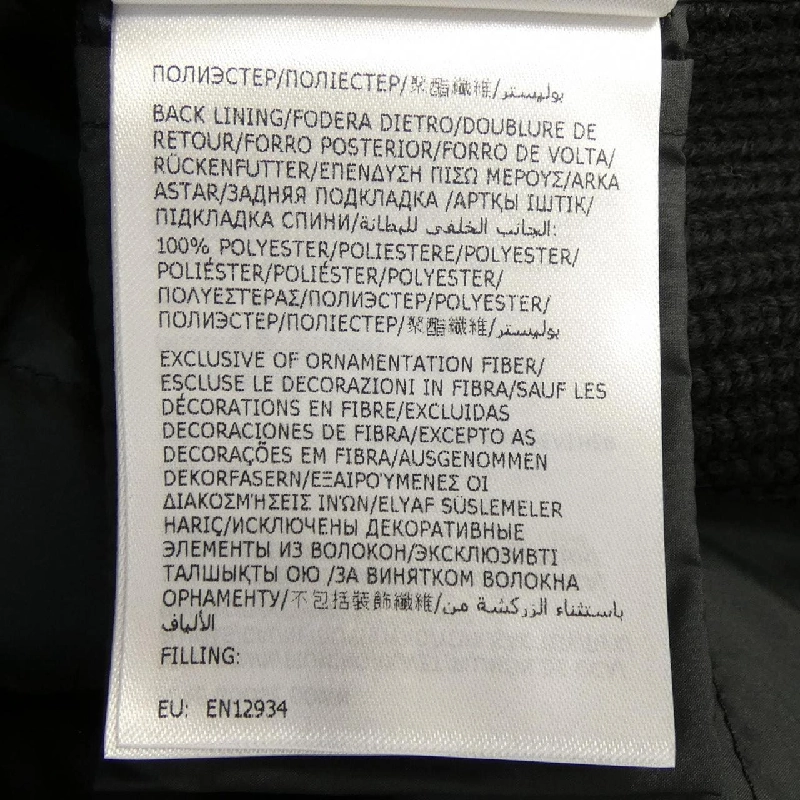 ПОЛИЭСТЕР/ПОЛІЕСТЕР/聚酯纖維/بوليستر
BACK LINING/FODERA DIETRO/DOUBLURE DE
RETOUR/FORRO POSTERIOR/FORRO DE VOLTA/
RÜCKENFUTTER/ΕΠΕΝΔΥΣΗ ΠΙΣΩ ΜΕΡΟΥΣ/ARKA
ASTAR/ЗАДНЯЯ ПОДКЛАДКА /АРТҚЫ ІШТІК/
ПІДКЛАДКА СПИНИ/الجانب الخلفي للبطانة:
100% POLYESTER/POLIESTERE/POLYESTER/
POLIÉSTER/POLIÉSTER/POLYESTER/
ΠΟΛΥΕΣΤΕΡΑΣ/ПОЛИЭСТЕР/POLYESTER/
ПОЛИЭСТЕР/ПОЛІЕСТЕР/聚酯纖維/بوليستر
EXCLUSIVE OF ORNAMENTATION FIBER/
ESCLUSE LE DECORAZIONI IN FIBRA/SAUF LES
DÉCORATIONS EN FIBRE/EXCLUIDAS
DECORACIONES DE FIBRA/EXCEPTO AS
DECORAÇÕES EM FIBRA/AUSGENOMMEN
DEKORFASERN/ΕΞΑΙΡΟΎΜΕΝΕΣ ΟΙ
ΔΙΑΚΟΣΜΉΣΕΙΣ ΙΝΏΝ/ELYAF SÜSLEMELER
HARIÇ/ИСКЛЮЧЕНЫ ДЕКОРАТИВНЫЕ
ЭЛЕМЕНТЫ ИЗ ВОЛОКОН/ЭКСКЛЮЗИВТІ
ТАЛШЫҚТЫ ОЮ /ЗА ВИНЯТКОМ ВОЛОКНА
ОРНАМЕНТУ/不包括裝飾纖維/باستثناء الزركشة من
الألياف
FILLING:
EU: EN12934